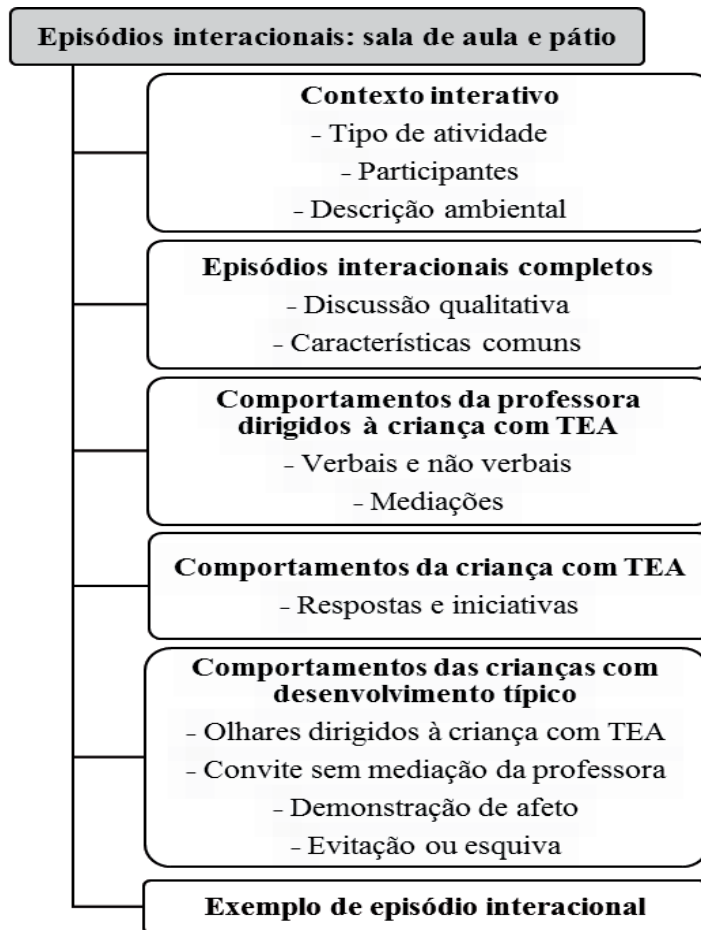 Episódios interacionais: sala de aula e pátio
Contexto interativo
- Tipo de atividade
- Participantes
- Descrição ambiental
Episódios interacionais completos
- Discussão qualitativa
- Características comuns
Comportamentos da professora
dirigidos à criança com TEA
- Verbais e não verbais
- Mediações
Comportamentos da criança com TEA
- Respostas e iniciativas
Comportamentos das crianças com
desenvolvimento típico
- Olhares dirigidos à criança com TEA
- Convite sem mediação da professora
- Demonstração de afeto
- Evitação ou esquiva
Exemplo de episódio interacional